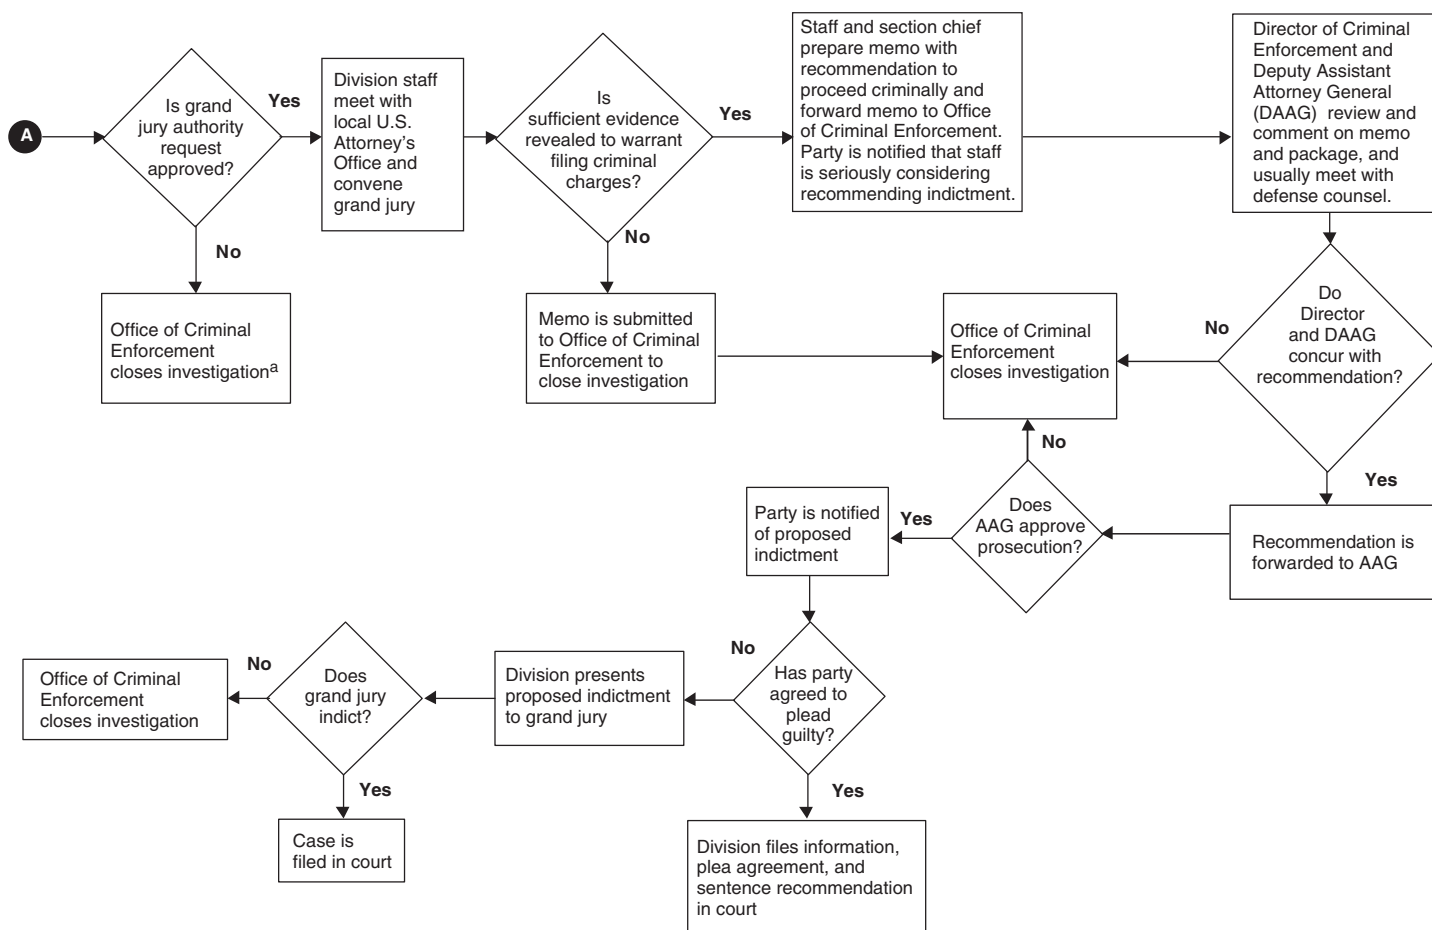 A
Is grand
jury authority
request
approved?
Yes
No
Office of Criminal
Enforcement
closes investigationa
Division staff
meet with
local U.S.
Attorney's
Office and
convene
grand jury
Is
sufficient evidence
revealed to warrant
filing criminal
charges?
Yes
No
Memo is submitted
to Office of Criminal
Enforcement to
close investigation
Staff and section chief
prepare memo with
recommendation to
proceed criminally and
forward memo to Office
of Criminal Enforcement.
Party is notified that staff
is seriously considering
recommending indictment.
Director of Criminal
Enforcement and
Deputy Assistant
Attorney General
(DAAG) review and
comment on memo
and package, and
usually meet with
defense counsel.
Do
Director
and DAAG
concur with
recommendation?
No
Yes
Office of Criminal
Enforcement
closes investigation
Recommendation is
forwarded to AAG
Does
AAG approve
prosecution?
No
Yes
Party is notified
of proposed
indictment
Has party
agreed to
plead
guilty?
No
Yes
Division files information,
plea agreement, and
sentence recommendation
in court
Division presents
proposed indictment
to grand jury
Does
grand jury
indict?
No
Yes
Office of Criminal
Enforcement
closes investigation
Case is
filed in court